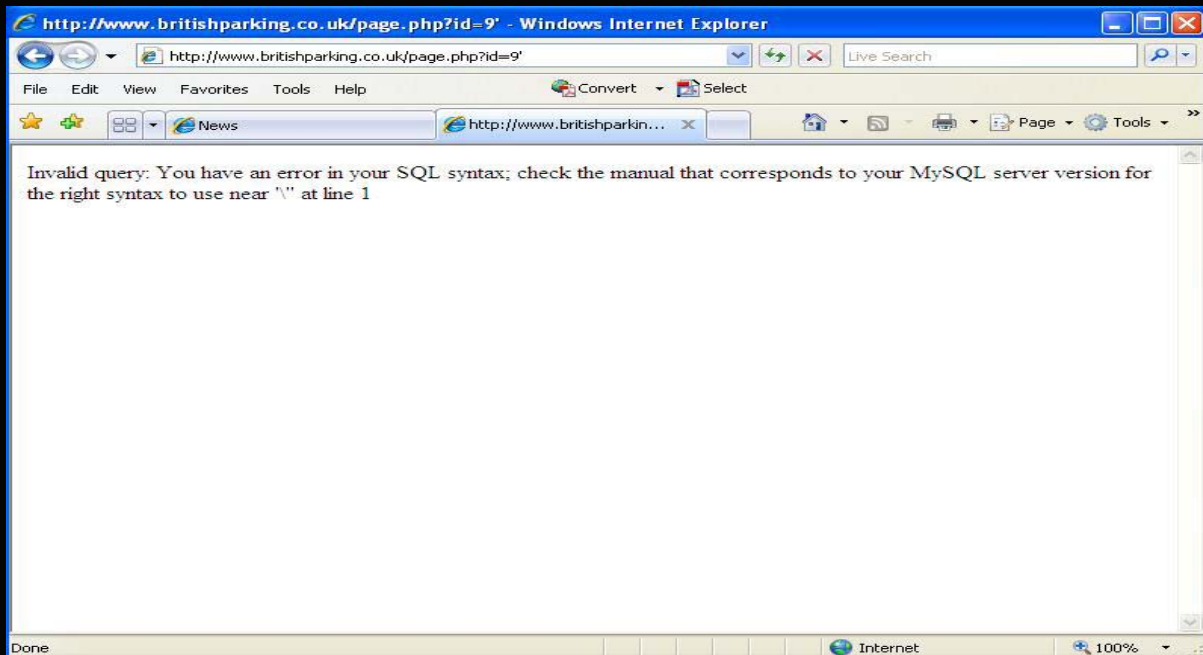 http://www.britishparking.co.uk/page.php?id=9' - Windows Internet Explorer
http://www.britishparking.co.uk/page.php?id=9' Live Search
File Edit View Favorites Tools Help Convert Select
News http://www.britishparkin... Page Tools »
Invalid query: You have an error in your SQL syntax; check the manual that corresponds to your MySQL server version for
the right syntax to use near '\'' at line 1
Done Internet 100%